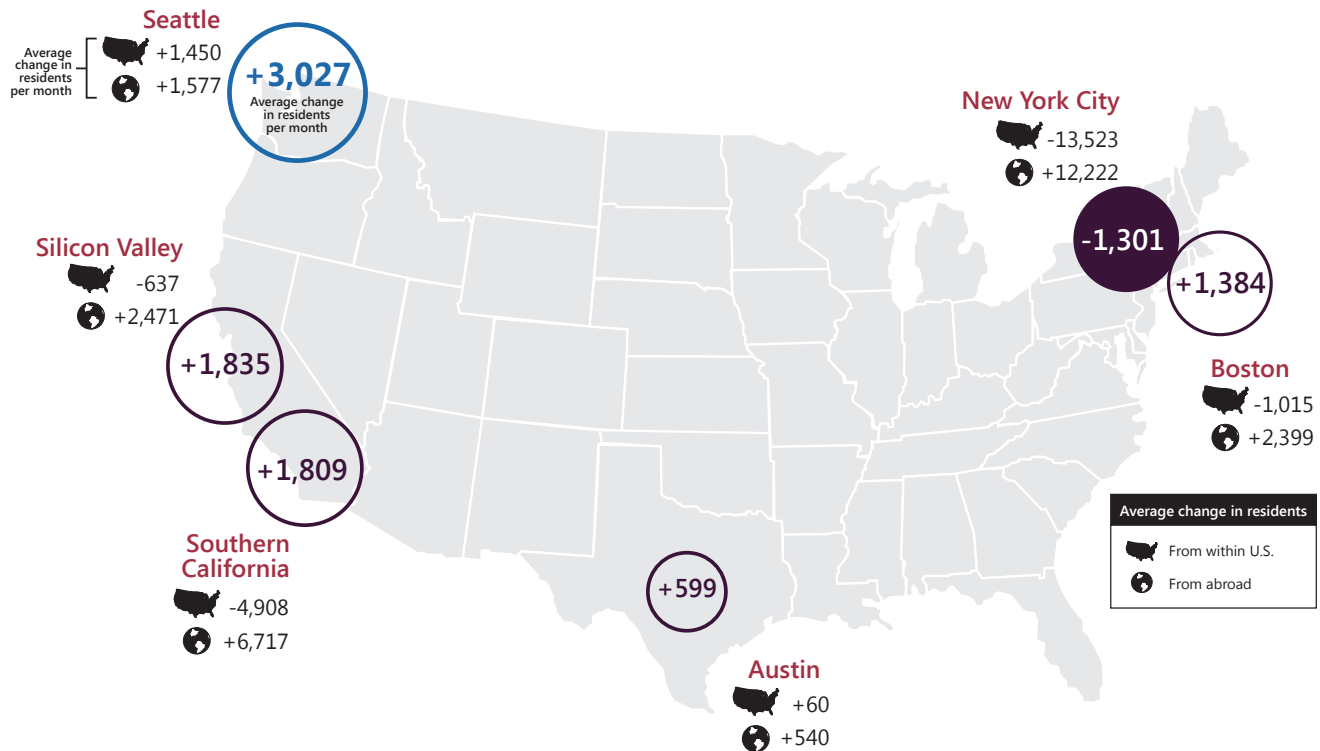 Seattle
Average
change in
residents
per month
+1,450
+1,577
+3,027
Average change
in residents
per month
New York City
-13,523
+12,222
-1,301
+1,384
Boston
-1,015
+2,399
Silicon Valley
-637
+2,471
+1,835
+1,809
Southern
California
-4,908
+6,717
+599
Austin
+60
+540
Average change in residents
From within U.S.
From abroad